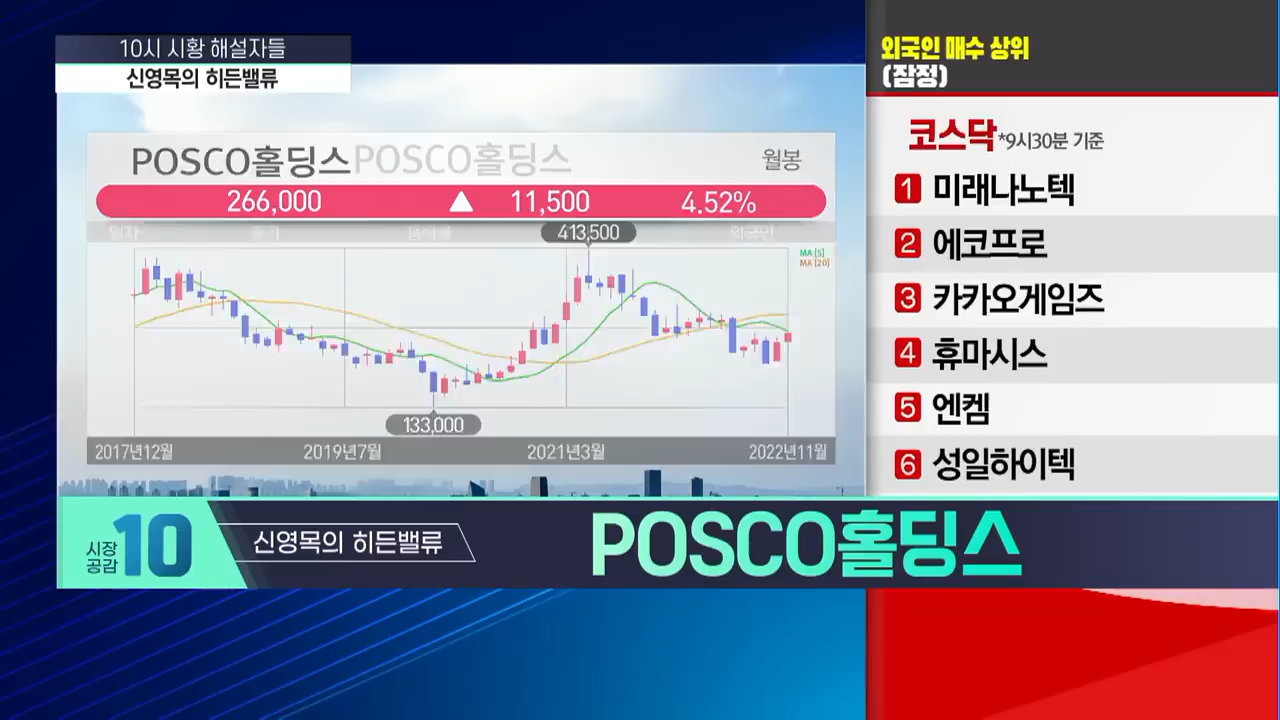 10시 시황 해설자들
신영목의 히든밸류
POSCO홀딩스POSCO홀딩스
월봉
266,000 ▲ 11,500 4.52%
외국인
413,500
MA [5]
MA [20]
133,000
2017년12월 2019년7월 2021년3월 2022년11월
시장
공감
10
신영목의 히든밸류
POSCO홀딩스
외국인 매수 상위
(잠정)
코스닥 *9시30분 기준
1 미래나노텍
2 에코프로
3 카카오게임즈
4 휴마시스
5 엔켐
6 성일하이텍